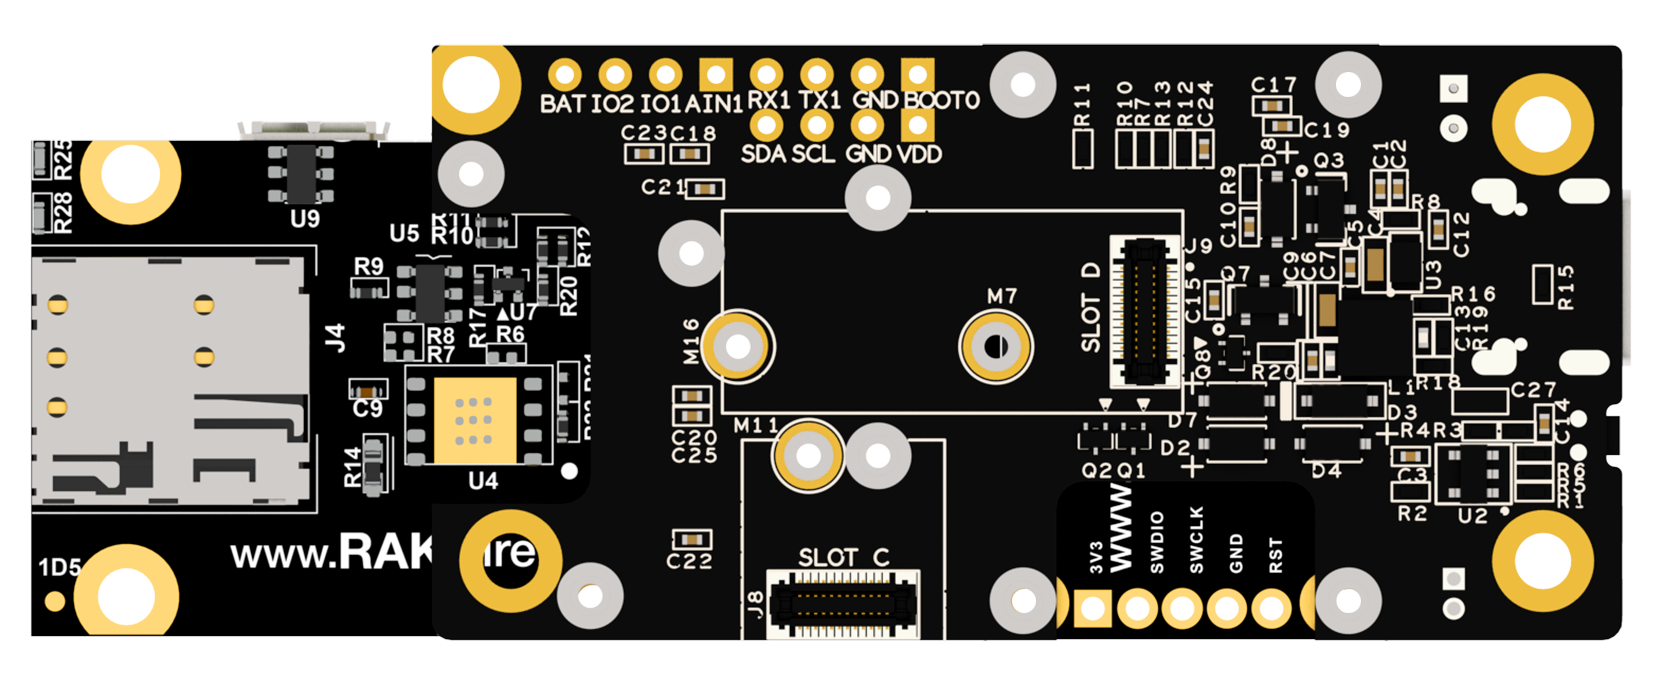 BAT IO2 IO1 AIN1 RX1 TX1 GND BOOT0
SDA SCL GND VDD
C23 C18
C21
R25
R28
U9
U5
R11
R10
R12
R9
R20
U7
R17
R6
R8
R7
J4
C9
R14
U4
www.RAK
ire
1D5
R11
R10
R7
R13
R12
C24
C17
C19
D8
Q3
C1
C2
R9
C10
R8
C4
C5
C12
U3
J9
SLOT D
C15
Q7
C9
C6
C7
R15
R16
C13
R19
R18
M7
M16
Q8
R20
L1
C27
D3
D7
C14
R4 R3
D2
D4
C3
R2
U2
R6
R5
R1
C20
C25
M11
Q2 Q1
C22
SLOT C
J8
WWW
3V3
SWDIO
SWCLK
GND
RST